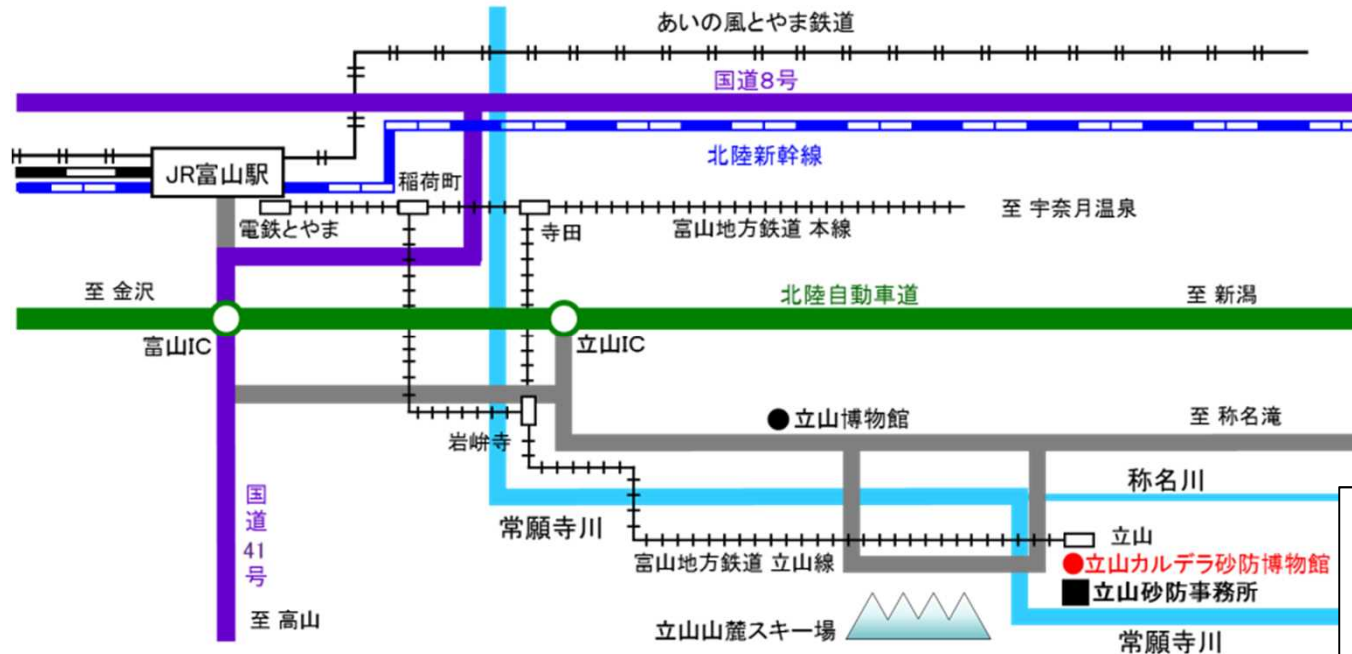 あいの風とやま鉄道
国道8号
北陸新幹線
JR富山駅
稲荷町
電鉄とやま
寺田
富山地方鉄道 本線
至 宇奈月温泉
至 金沢
北陸自動車道
至 新潟
富山IC
立山IC
岩峅寺
立山博物館
至 称名滝
国道41号
称名川
常願寺川
立山
富山地方鉄道 立山線
立山カルデラ砂防博物館
立山砂防事務所
至 高山
立山山麓スキー場
常願寺川